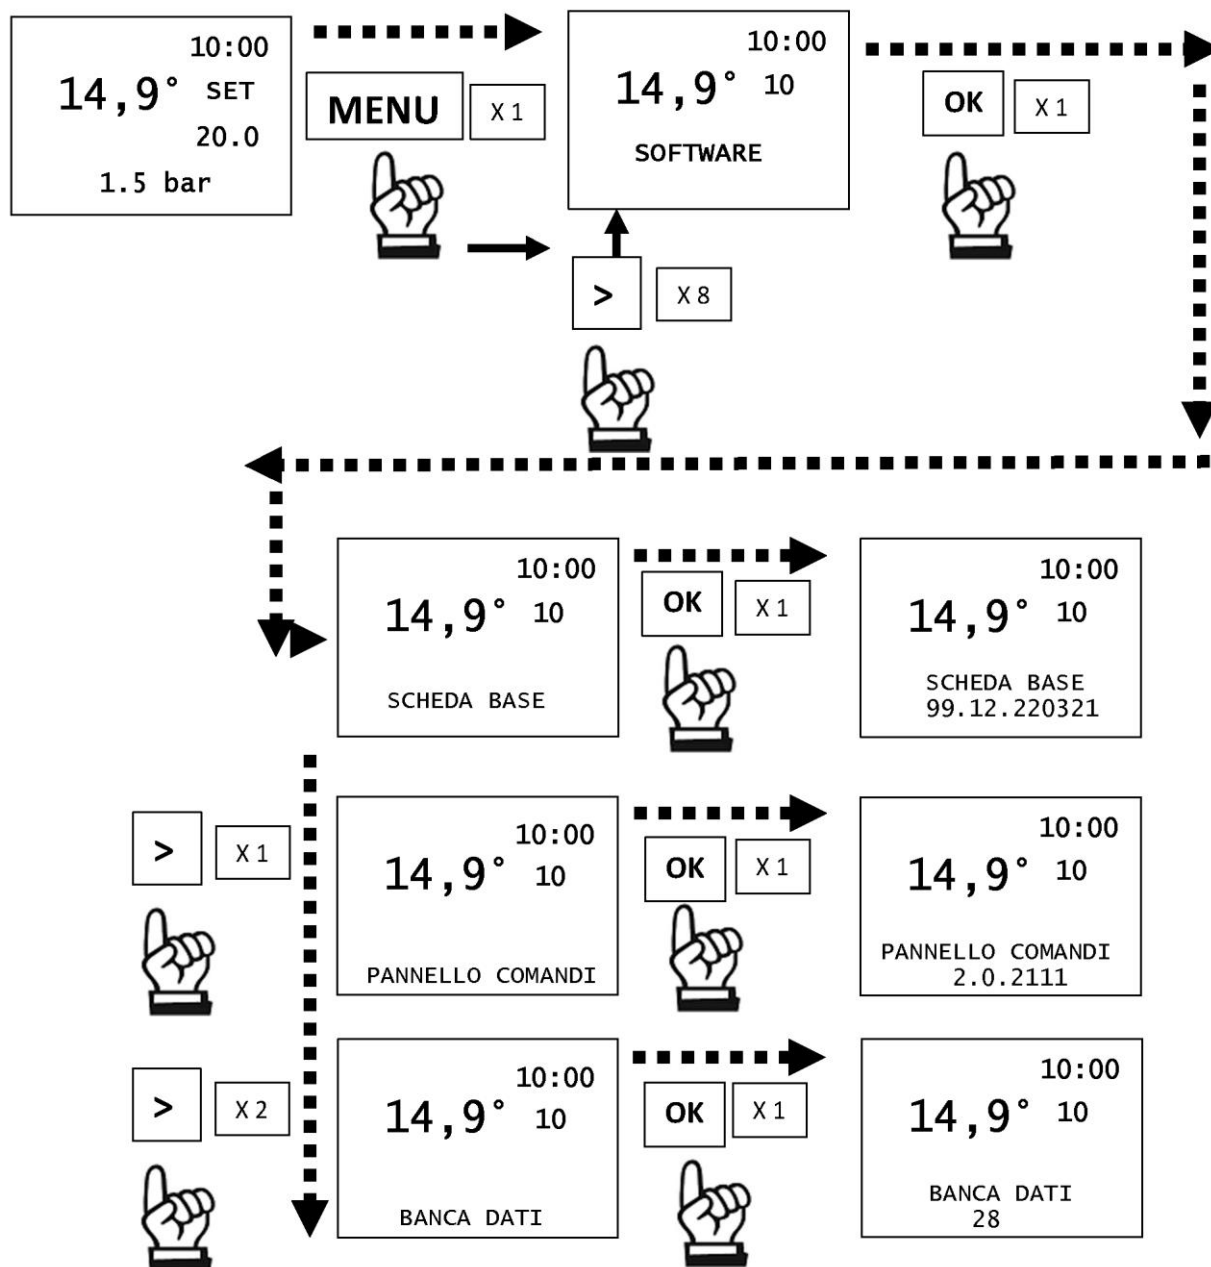 10:00
14,9° SET
20.0
1.5 bar
MENU X 1
10:00
14,9° 10
SOFTWARE
OK X 1
> X 8
10:00
14,9° 10
SCHEDA BASE
OK X 1
10:00
14,9° 10
SCHEDA BASE
99.12.220321
> X 1
10:00
14,9° 10
PANNELLO COMANDI
OK X 1
10:00
14,9° 10
PANNELLO COMANDI
2.0.2111
> X 2
10:00
14,9° 10
BANCA DATI
OK X 1
10:00
14,9° 10
BANCA DATI
28